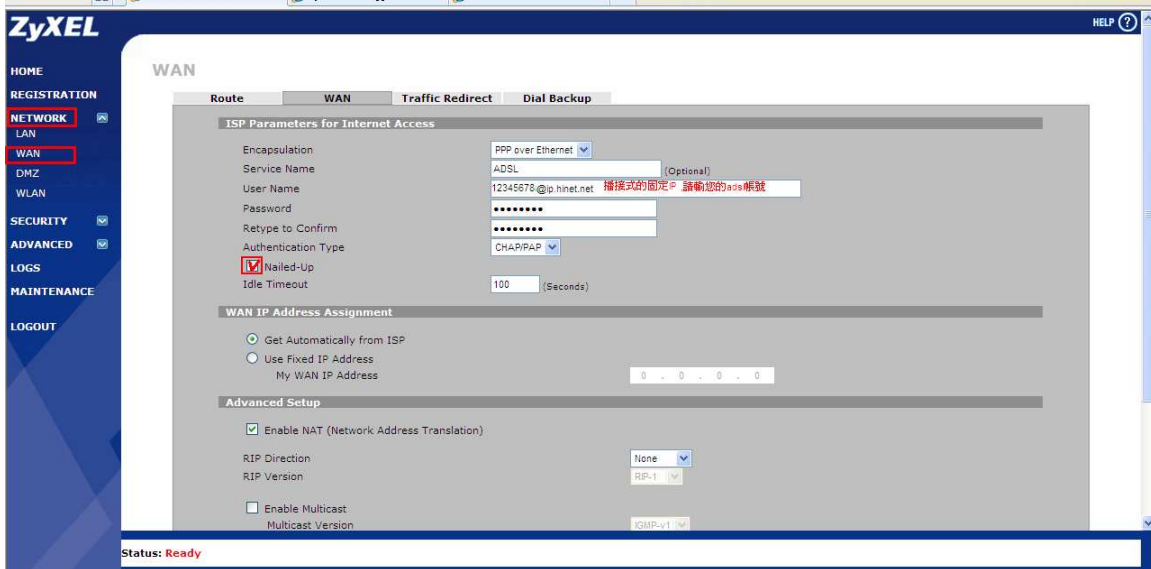 ZyXEL
HELP
HOME
REGISTRATION
NETWORK
LAN
WAN
DMZ
WLAN
SECURITY
ADVANCED
LOGS
MAINTENANCE
LOGOUT
WAN
Route WAN Traffic Redirect Dial Backup
ISP Parameters for Internet Access
Encapsulation PPP over Ethernet
Service Name ADSL (Optional)
User Name 12345678@ip.hinet.net 播接式的固定IP 請輸您的adsl帳號
Password ••••••••
Retype to Confirm ••••••••
Authentication Type CHAP/PAP
Nailed-Up
Idle Timeout 100 (Seconds)
WAN IP Address Assignment
Get Automatically from ISP
Use Fixed IP Address
My WAN IP Address 0 . 0 . 0 . 0
Advanced Setup
Enable NAT (Network Address Translation)
RIP Direction None
RIP Version RIP-1
Enable Multicast
Multicast Version IGMP-v1
Status: Ready